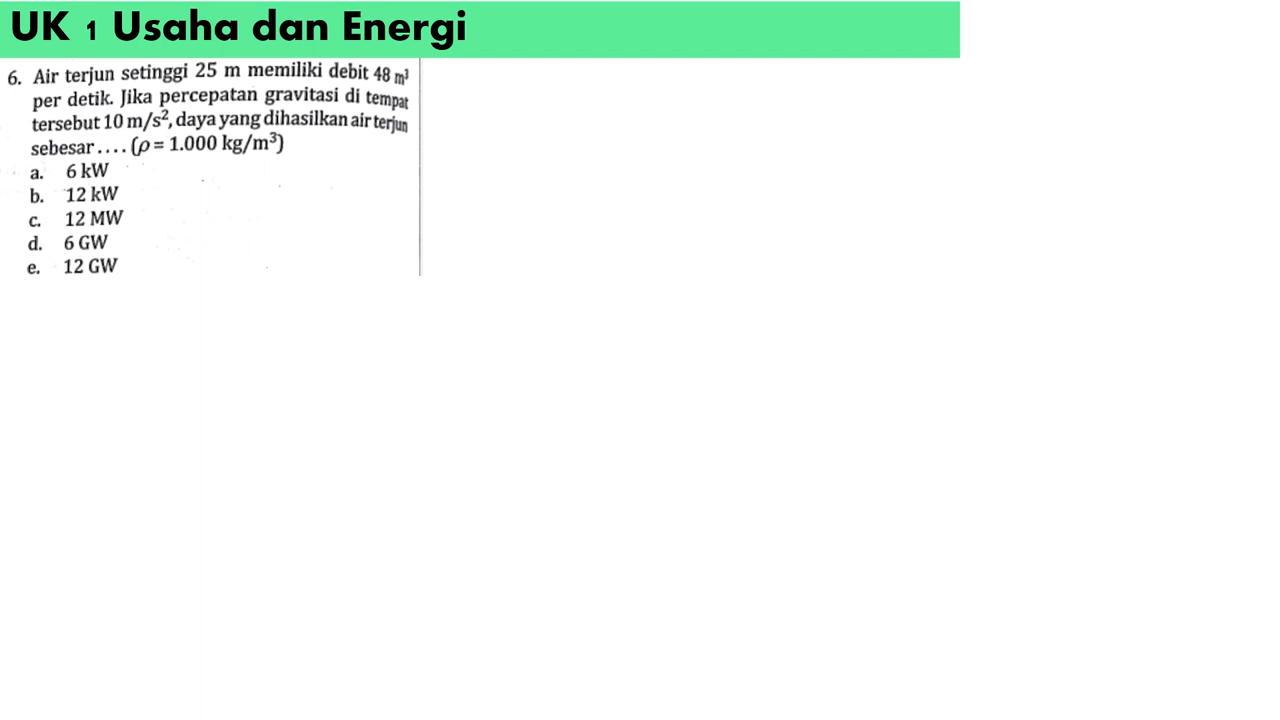 UK 1 Usaha dan Energi
6. Air terjun setinggi 25 m memiliki debit 48 m³
per detik. Jika percepatan gravitasi di tempat
tersebut 10 m/s², daya yang dihasilkan air terjun
sebesar .... (ρ = 1.000 kg/m³)
a. 6 kW
b. 12 kW
c. 12 MW
d. 6 GW
e. 12 GW